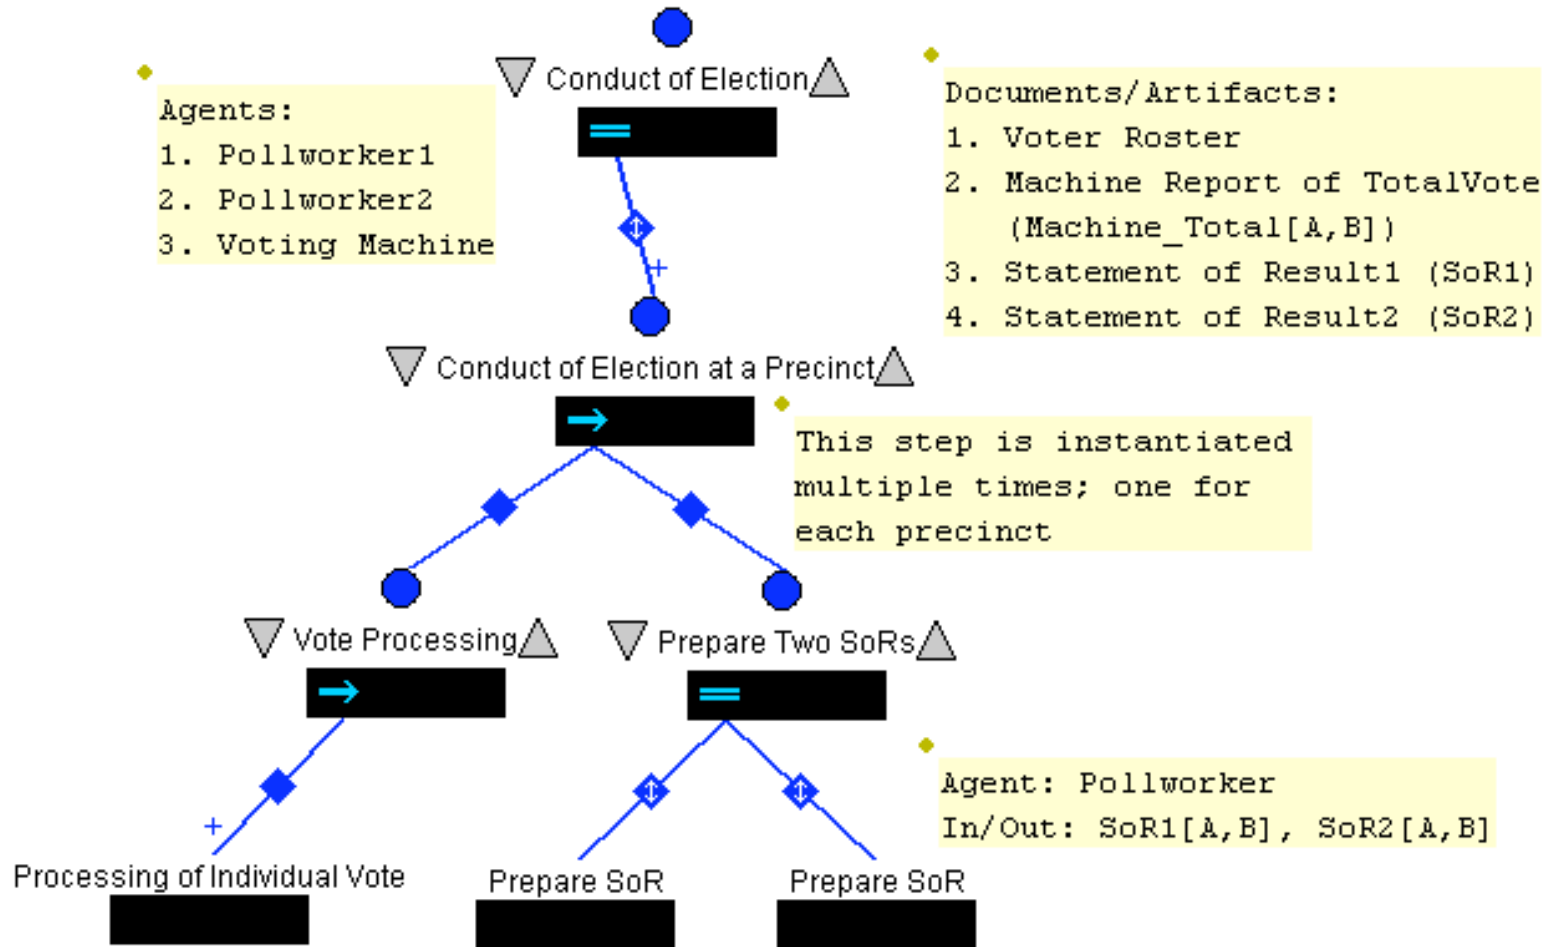 Conduct of Election
Agents:
1. Pollworker1
2. Pollworker2
3. Voting Machine
Documents/Artifacts:
1. Voter Roster
2. Machine Report of TotalVote
(Machine_Total[A,B])
3. Statement of Result1 (SoR1)
4. Statement of Result2 (SoR2)
+
Conduct of Election at a Precinct
This step is instantiated
multiple times; one for
each precinct
Vote Processing
Prepare Two SoRs
Agent: Pollworker
In/Out: SoR1[A,B], SoR2[A,B]
+
Processing of Individual Vote
Prepare SoR
Prepare SoR